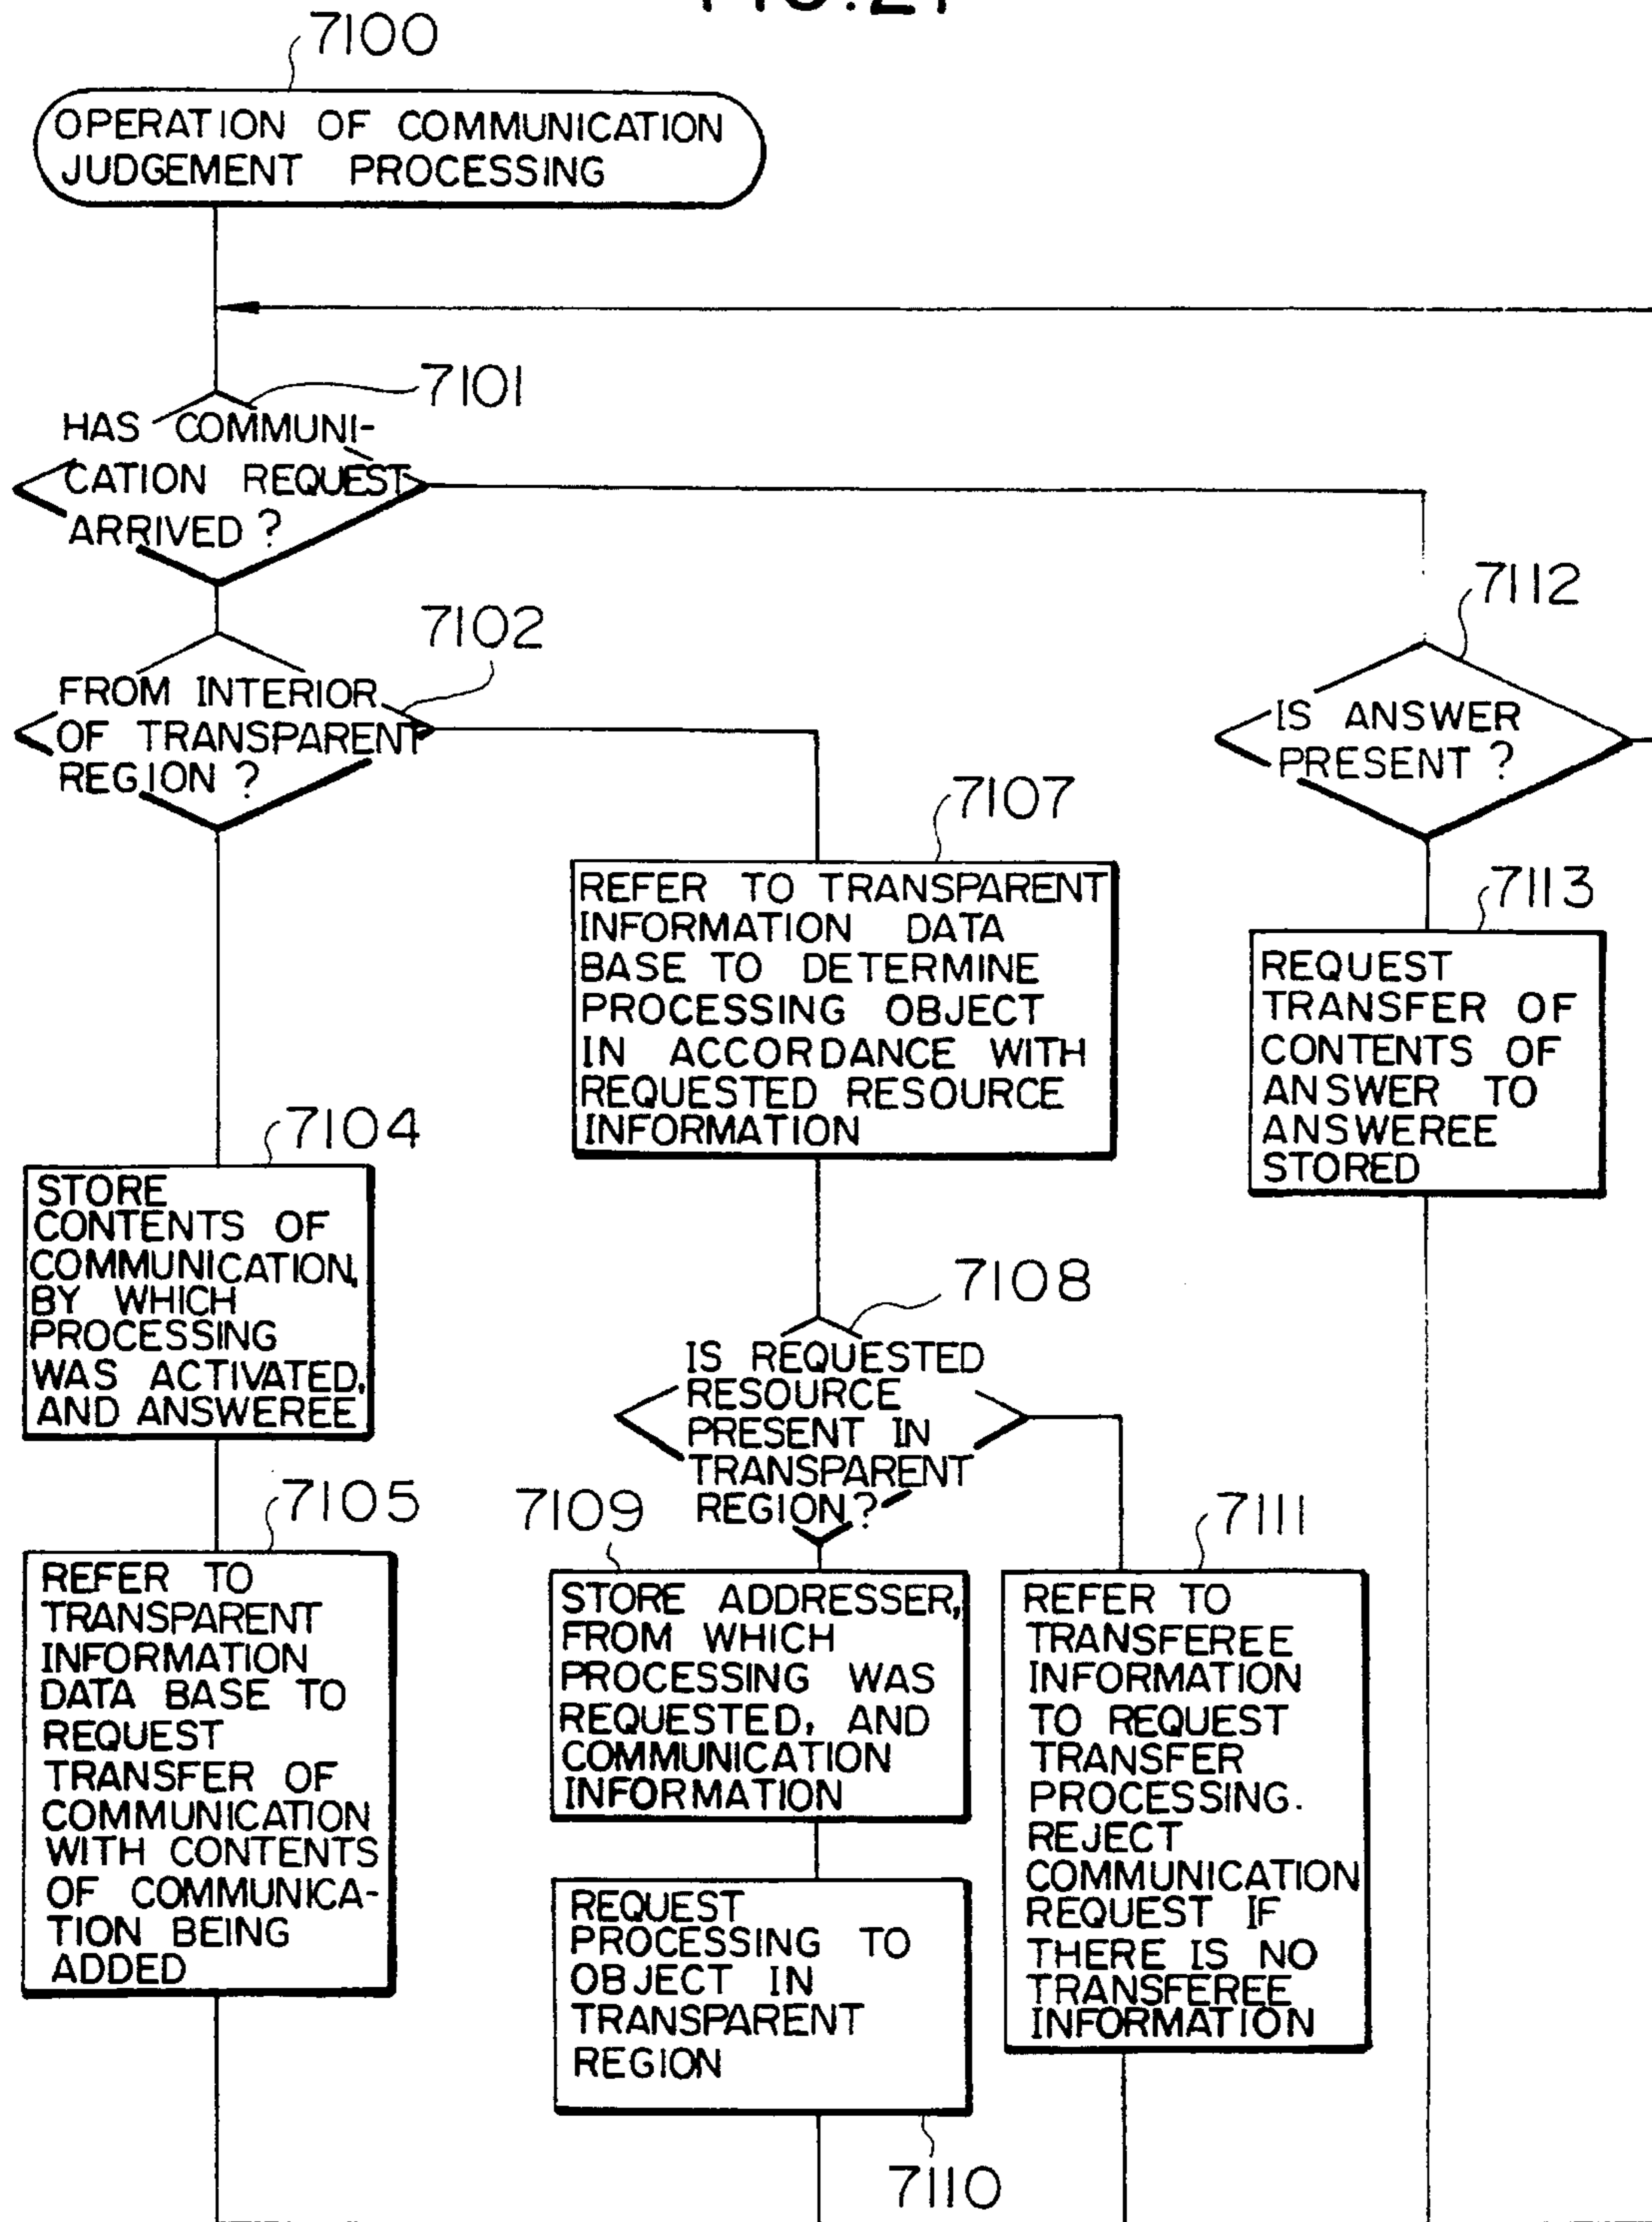 FIG.21
7100
OPERATION OF COMMUNICATION
JUDGEMENT PROCESSING
7101
HAS COMMUNI-
CATION REQUEST
ARRIVED ?
7102
FROM INTERIOR
OF TRANSPARENT
REGION ?
7112
IS ANSWER
PRESENT ?
7107
REFER TO TRANSPARENT
INFORMATION DATA
BASE TO DETERMINE
PROCESSING OBJECT
IN ACCORDANCE WITH
REQUESTED RESOURCE
INFORMATION
7113
REQUEST
TRANSFER OF
CONTENTS OF
ANSWER TO
ANSWEREE
STORED
7104
STORE
CONTENTS OF
COMMUNICATION,
BY WHICH
PROCESSING
WAS ACTIVATED,
AND ANSWEREE
7108
IS REQUESTED
RESOURCE
PRESENT IN
TRANSPARENT
REGION?
7105
REFER TO
TRANSPARENT
INFORMATION
DATA BASE TO
REQUEST
TRANSFER OF
COMMUNICATION
WITH CONTENTS
OF COMMUNICA-
TION BEING
ADDED
7109
STORE ADDRESSER,
FROM WHICH
PROCESSING WAS
REQUESTED, AND
COMMUNICATION
INFORMATION
7111
REFER TO
TRANSFEREE
INFORMATION
TO REQUEST
TRANSFER
PROCESSING.
REJECT
COMMUNICATION
REQUEST IF
THERE IS NO
TRANSFEREE
INFORMATION
REQUEST
PROCESSING TO
OBJECT IN
TRANSPARENT
REGION
7110